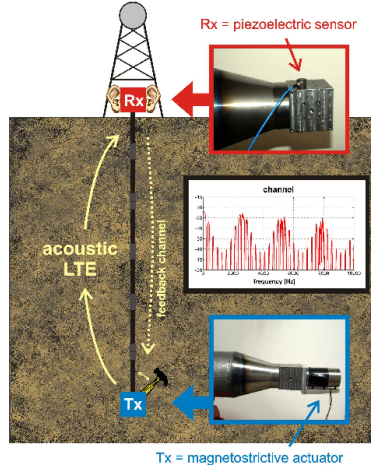 Rx = piezoelectric sensor
Rx
channel
frequency [Hz]
acoustic
LTE
feedback channel
Tx
Tx = magnetostrictive actuator